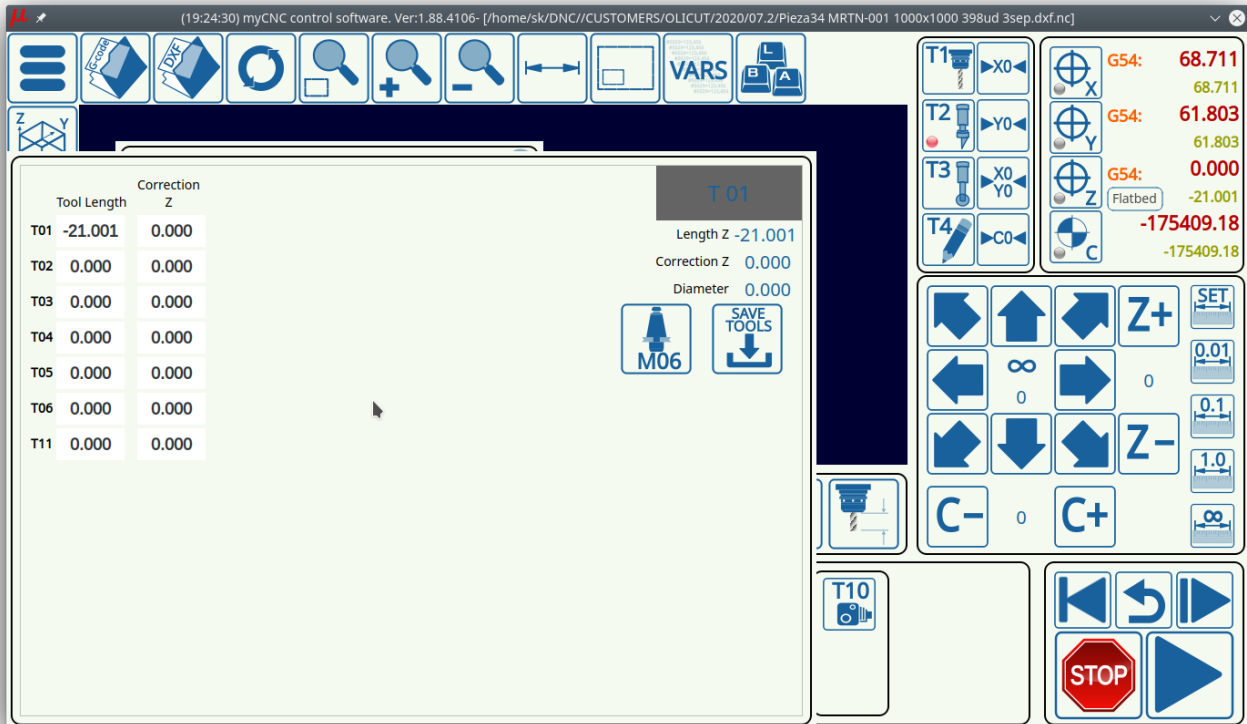 (19:24:30) myCNC control software. Ver:1.88.4106- [/home/sk/DNC//CUSTOMERS/OLICUT/2020/07.2/Pieza34 MRTN-001 1000x1000 398ud 3sep.dxf.nc]
G-code
DXF
VARS
L
B
A
Z
Y
Correction
Tool Length Z
T01 -21.001 0.000
T02 0.000 0.000
T03 0.000 0.000
T04 0.000 0.000
T05 0.000 0.000
T06 0.000 0.000
T11 0.000 0.000
T 01
Length Z -21.001
Correction Z 0.000
Diameter 0.000
M06
SAVE
TOOLS
T10
T1
X0
T2
Y0
T3
X0
Y0
T4
C0
X
G54: 68.711
68.711
Y
G54: 61.803
61.803
Z
G54: 0.000
Flatbed -21.001
C
-175409.18
-175409.18
Z+
SET
∞
0
0
0.01
0.1
Z−
1.0
C−
0
C+
∞
STOP